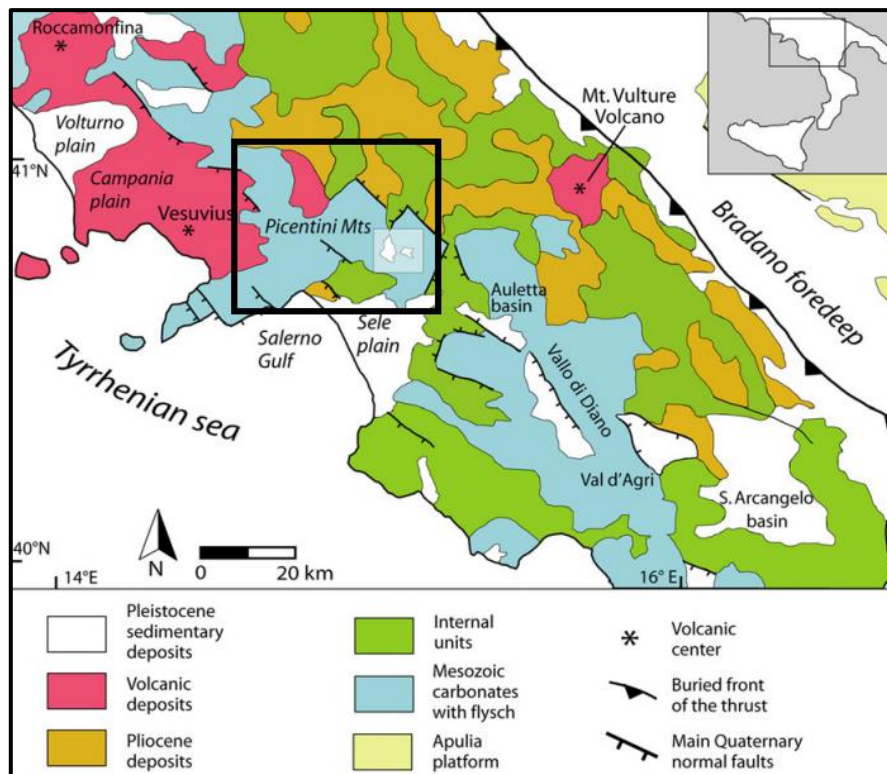 Roccamonfina
Volturno
plain
41°N
Campania
plain
Vesuvius
Picentini Mts
Mt. Vulture
Volcano
Bradano foredeep
Auletta
basin
Salerno
Gulf
Sele
plain
Tyrrhenian sea
Vallo di Diano
Val d'Agri
S. Arcangelo
basin
40°N
N
0
20 km
14°E
16° E
Pleistocene
sedimentary
deposits
Volcanic
deposits
Pliocene
deposits
Internal
units
Mesozoic
carbonates
with flysch
Apulia
platform
Volcanic
center
Buried front
of the thrust
Main Quaternary
normal faults